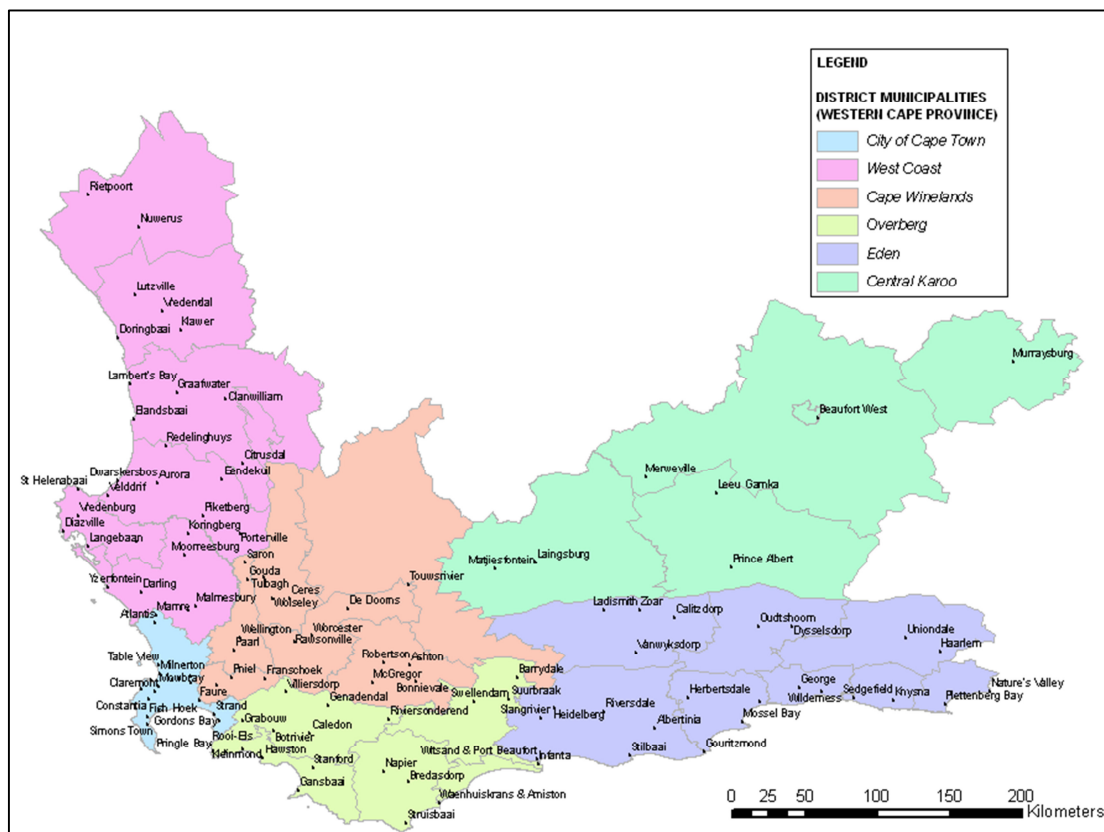 LEGEND
DISTRICT MUNICIPALITIES
(WESTERN CAPE PROVINCE)
City of Cape Town
West Coast
Cape Winelands
Overberg
Eden
Central Karoo
Rietpoort
Nuwerus
Lutzville
Vredendal
Klawer
Doringbaai
Lambert's Bay
Graafwater
Clanwilliam
Elandsbaai
Redelinghuys
Citrusdal
Dwarskersbos
Aurora
Eendekuil
St Helenabaai
Velddrif
Vredenburg
Piketberg
Diazville
Koringberg
Porterville
Langebaan
Moorreesburg
Saron
Gouda
Yzerfontein
Darling
Tulbagh
Ceres
Wolseley
Touwsrivier
Mamre
Malmesbury
De Dooms
Atlantis
Wellington
Worcester
Paarl
Rawsonville
Table View
Milnerton
Robertson
Ashton
Mowbray
Pniel
Franschoek
McGregor
Claremont
Villiersdorp
Bonnievale
Barrydale
Faure
Genadendal
Swellendam
Suurbraak
Constantia
Fish Hoek
Strand
Riviersonderend
Slangrivier
Heidelberg
Gordons Bay
Grabouw
Caledon
Simons Town
Rooi-Els
Botrivier
Pringle Bay
Hawston
Kleinmond
Stanford
Witsand & Port Beaufort
Infanta
Napier
Bredasdorp
Gansbaai
Waenhuiskrans & Arniston
Struisbaai
Murraysburg
Beaufort West
Merweville
Leeu Gamka
Matjiesfontein
Laingsburg
Prince Albert
Ladismith
Zoar
Calitzdorp
Oudtshoorn
Dysselsdorp
Uniondale
Haarlem
Vanwyksdorp
Herbertsdale
George
Wilderness
Sedgefield
Knysna
Nature's Valley
Plettenberg Bay
Riversdale
Albertinia
Mossel Bay
Stilbaai
Gouritzmond
0 25 50 100 150 200
Kilometers